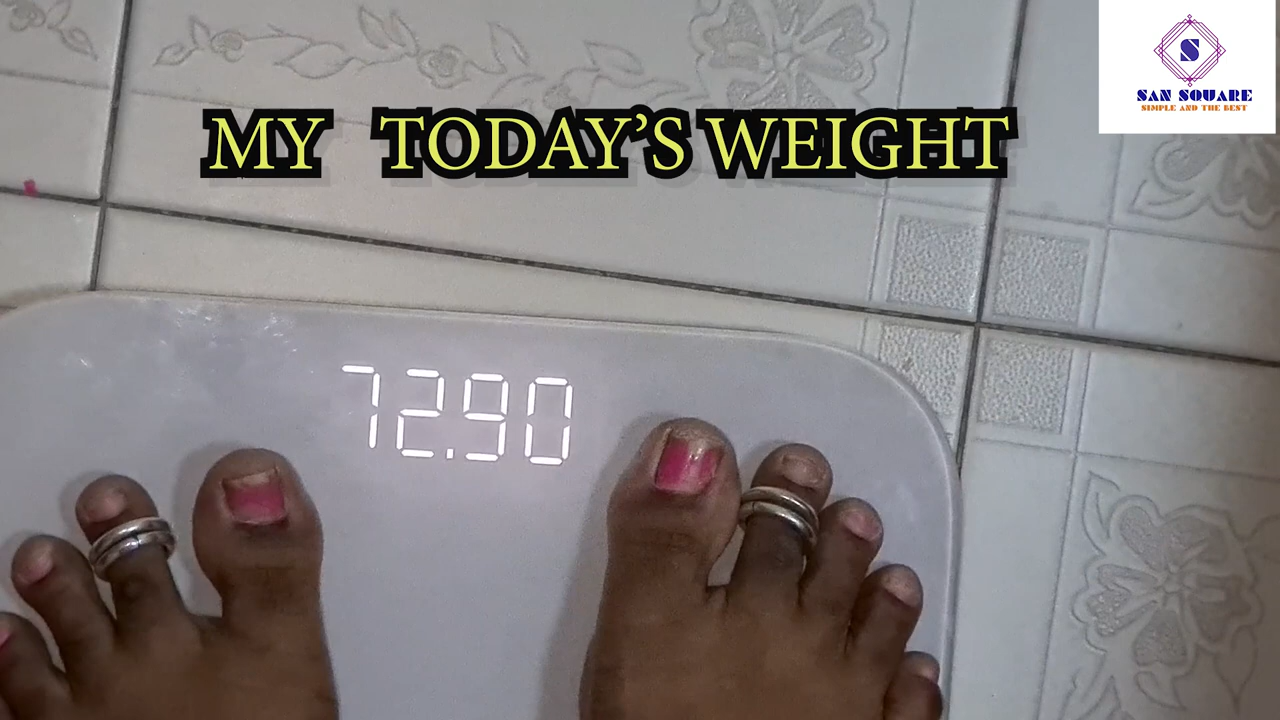 S
SAN SQUARE
SIMPLE AND THE BEST
MY TODAY'S WEIGHT
72.90